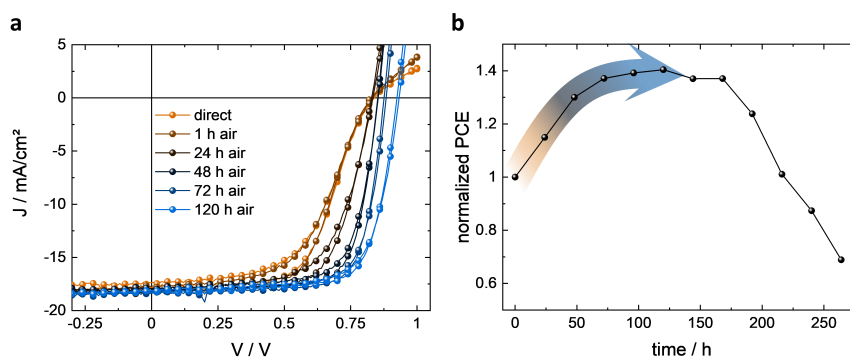 a
5
0
-5
-10
-15
-20
J / mA/cm²
direct
1 h air
24 h air
48 h air
72 h air
120 h air
-0.25 0 0.25 0.5 0.75 1
V / V
b
1.4
1.2
1
0.8
0.6
normalized PCE
0 50 100 150 200 250
time / h